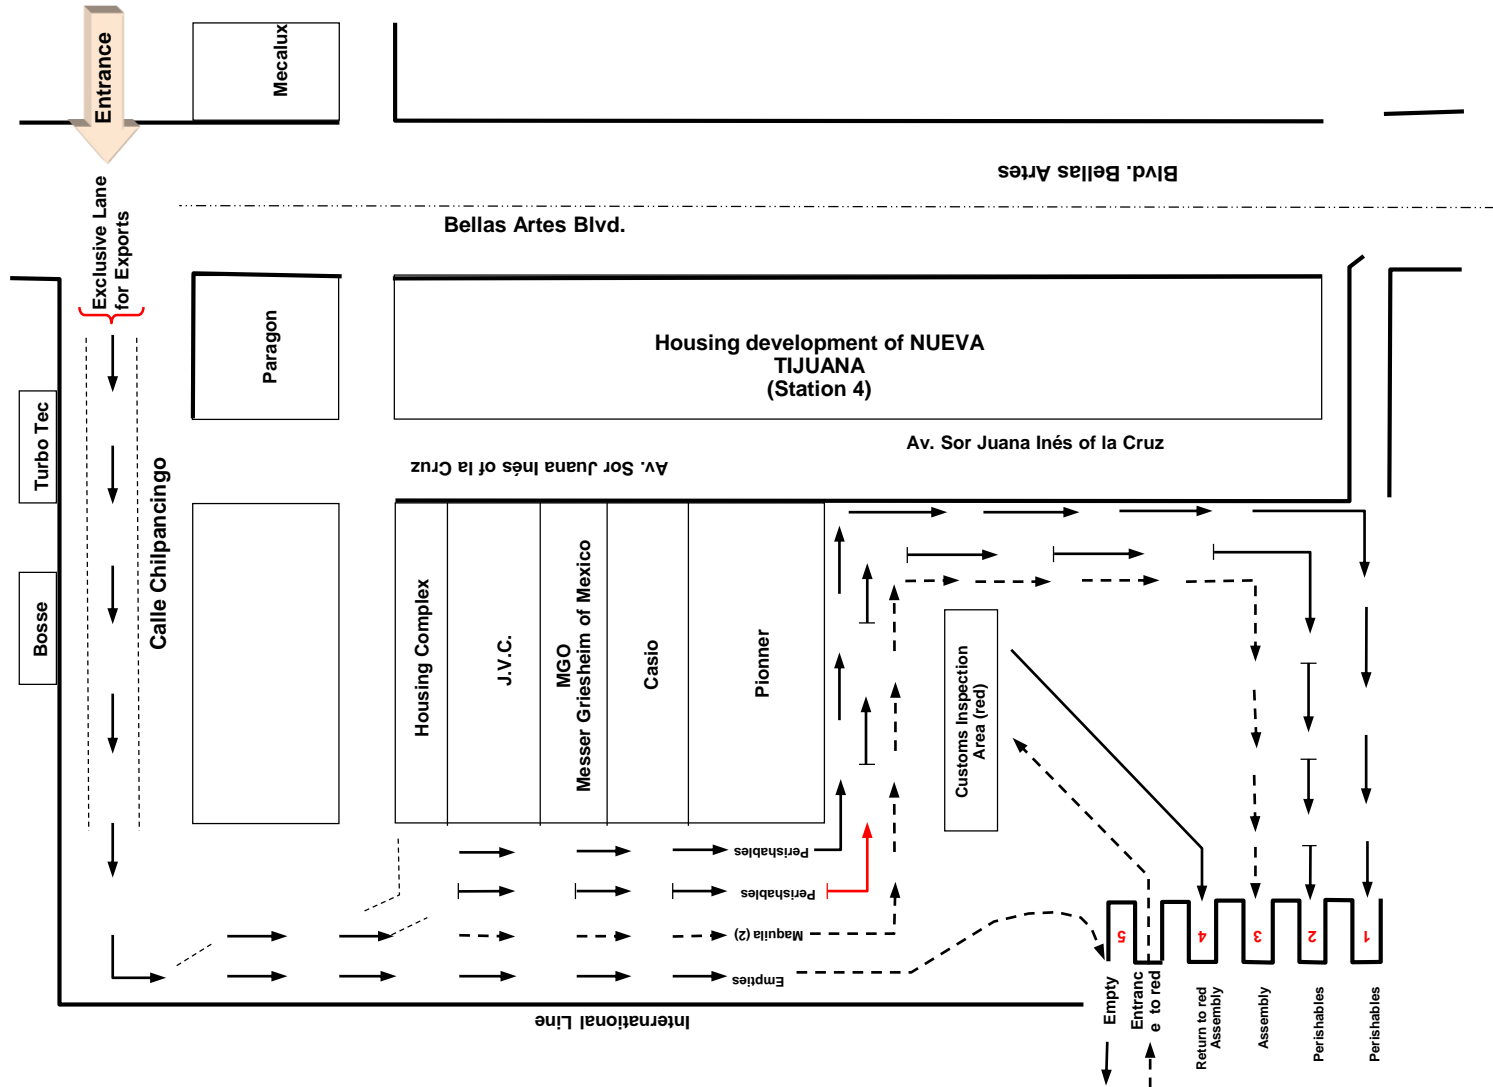 Entrance
Mecalux
Blvd. Bellas Artes
Exclusive Lane
for Exports
Bellas Artes Blvd.
Paragon
Housing development of NUEVA
TIJUANA
(Station 4)
Turbo Tec
Av. Sor Juana Inés of la Cruz
Av. Sor Juana Inés of la Cruz
Calle Chilpancingo
Bosse
Housing Complex
J.V.C.
MGO
Messer Griesheim of Mexico
Casio
Pionner
Customs Inspection
Area (red)
Perishables
Perishables
Maquila (2)
Empties
5
4
3
2
1
International Line
Empty
Entranc
e to red
Return to red
Assembly
Assembly
Perishables
Perishables